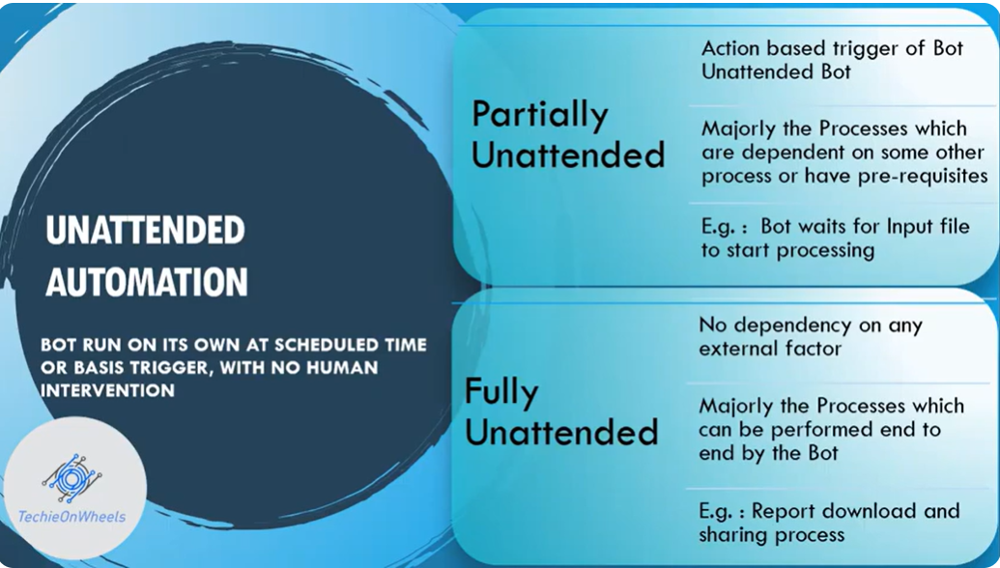 UNATTENDED
AUTOMATION
BOT RUN ON ITS OWN AT SCHEDULED TIME
OR BASIS TRIGGER, WITH NO HUMAN
INTERVENTION
TechieOnWheels
Partially
Unattended
Action based trigger of Bot
Unattended Bot
Majorly the Processes which
are dependent on some other
process or have pre-requisites
E.g. : Bot waits for Input file
to start processing
Fully
Unattended
No dependency on any
external factor
Majorly the Processes which
can be performed end to
end by the Bot
E.g. : Report download and
sharing process